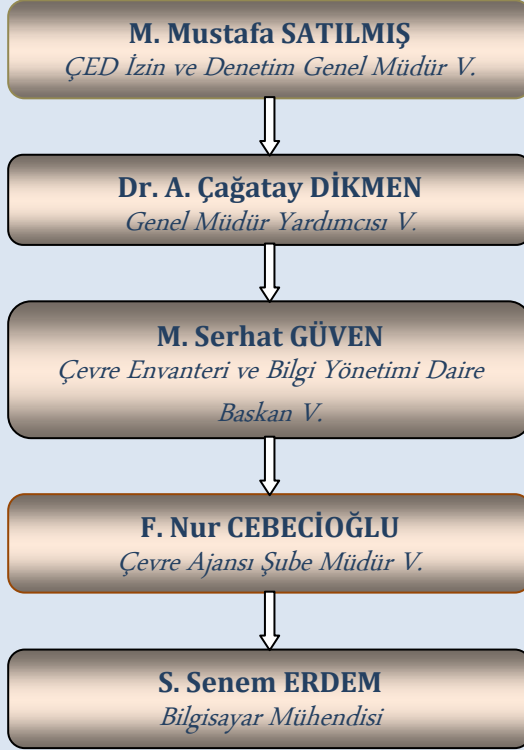 M. Mustafa SATILMIŞ
ÇED İzin ve Denetim Genel Müdür V.
Dr. A. Çağatay DİKMEN
Genel Müdür Yardımcısı V.
M. Serhat GÜVEN
Çevre Envanteri ve Bilgi Yönetimi Daire
Baskan V.
F. Nur CEBECİOĞLU
Çevre Ajansı Şube Müdür V.
S. Senem ERDEM
Bilgisayar Mühendisi